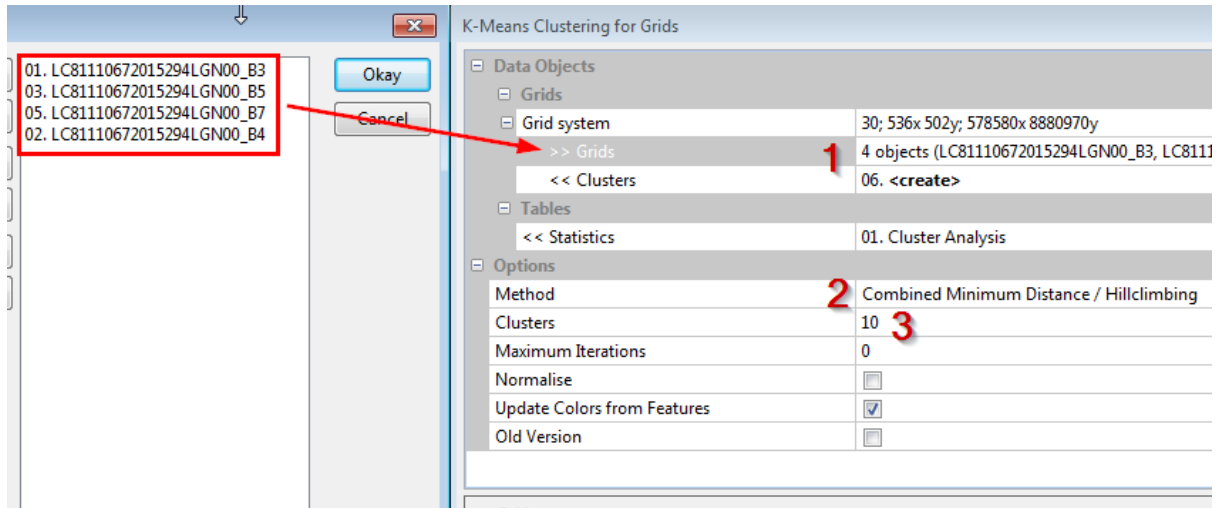 01. LC81110672015294LGN00_B3
03. LC81110672015294LGN00_B5
05. LC81110672015294LGN00_B7
02. LC81110672015294LGN00_B4
Okay
Cancel
K-Means Clustering for Grids
Data Objects
Grids
Grid system 30; 536x 502y; 578580x 8880970y
>> Grids 1 4 objects (LC81110672015294LGN00_B3, LC8111
<< Clusters 06. <create>
Tables
<< Statistics 01. Cluster Analysis
Options
Method 2 Combined Minimum Distance / Hillclimbing
Clusters 10 3
Maximum Iterations 0
Normalise
Update Colors from Features
Old Version